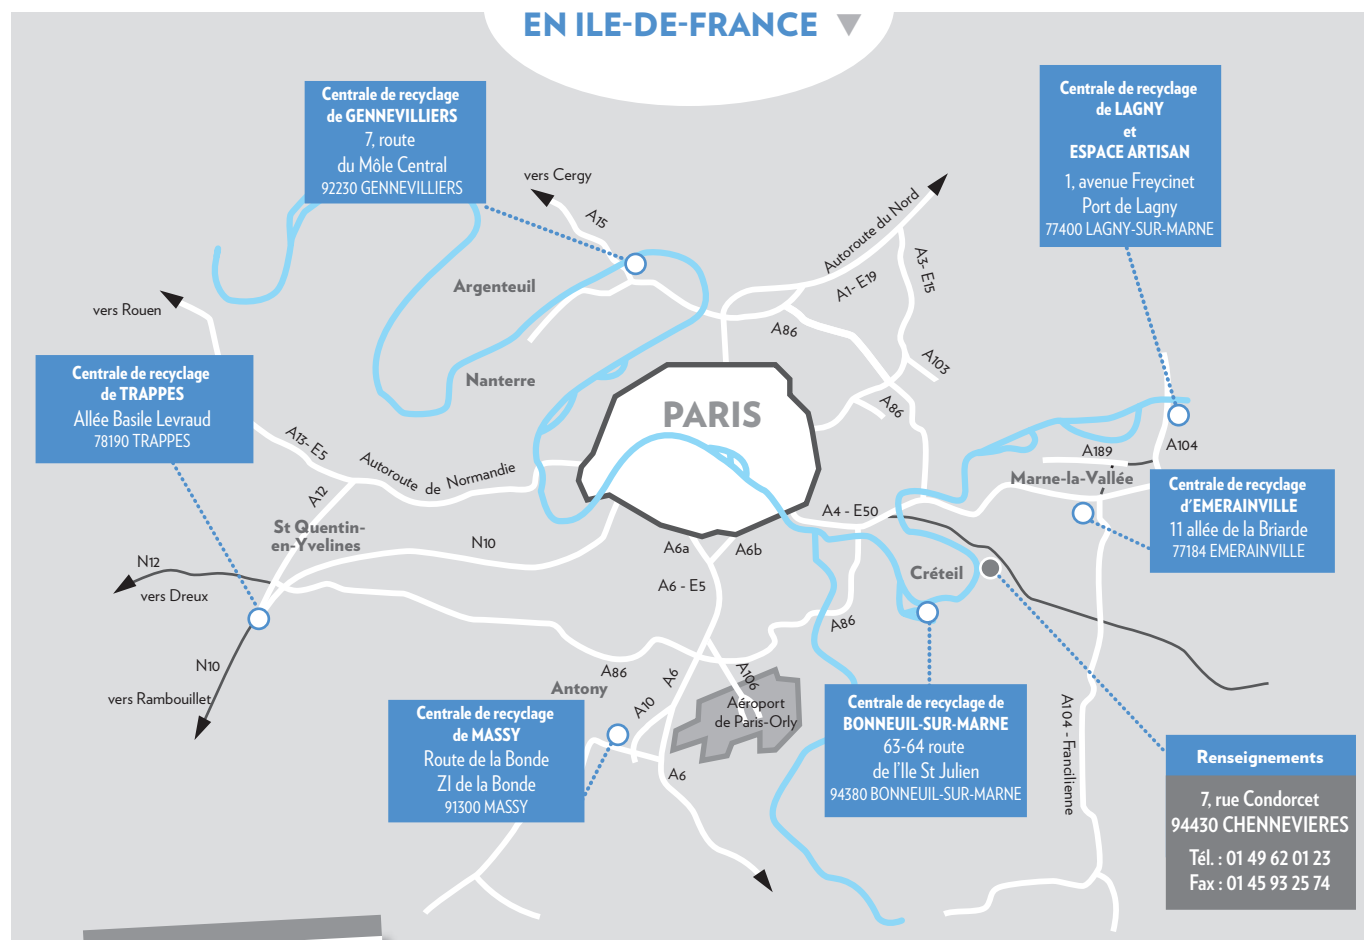 EN ILE-DE-FRANCE
Centrale de recyclage
de GENNEVILLIERS
7, route
du Môle Central
92230 GENNEVILLIERS
Centrale de recyclage
de LAGNY
et
ESPACE ARTISAN
1, avenue Freycinet
Port de Lagny
77400 LAGNY-SUR-MARNE
vers Cergy
A15
Autoroute du Nord
A1- E19
A3- E15
Argenteuil
vers Rouen
A86
A103
Nanterre
A86
PARIS
Centrale de recyclage
de TRAPPES
Allée Basile Levraud
78190 TRAPPES
A13- E5
Autoroute de Normandie
A12
A189
A104
Marne-la-Vallée
Centrale de recyclage
d'EMERAINVILLE
11 allée de la Briarde
77184 EMERAINVILLE
St Quentin-
en-Yvelines
N10
A4 - E50
A6a
A6b
N12
vers Dreux
A6 - E5
Créteil
A86
N10
vers Rambouillet
A86
A6
A106
Antony
A10
Aéroport
de Paris-Orly
A6
Centrale de recyclage
de MASSY
Route de la Bonde
ZI de la Bonde
91300 MASSY
Centrale de recyclage de
BONNEUIL-SUR-MARNE
63-64 route
de l'Ile St Julien
94380 BONNEUIL-SUR-MARNE
A104 - Francilienne
Renseignements
7, rue Condorcet
94430 CHENNEVIERES
Tél. : 01 49 62 01 23
Fax : 01 45 93 25 74